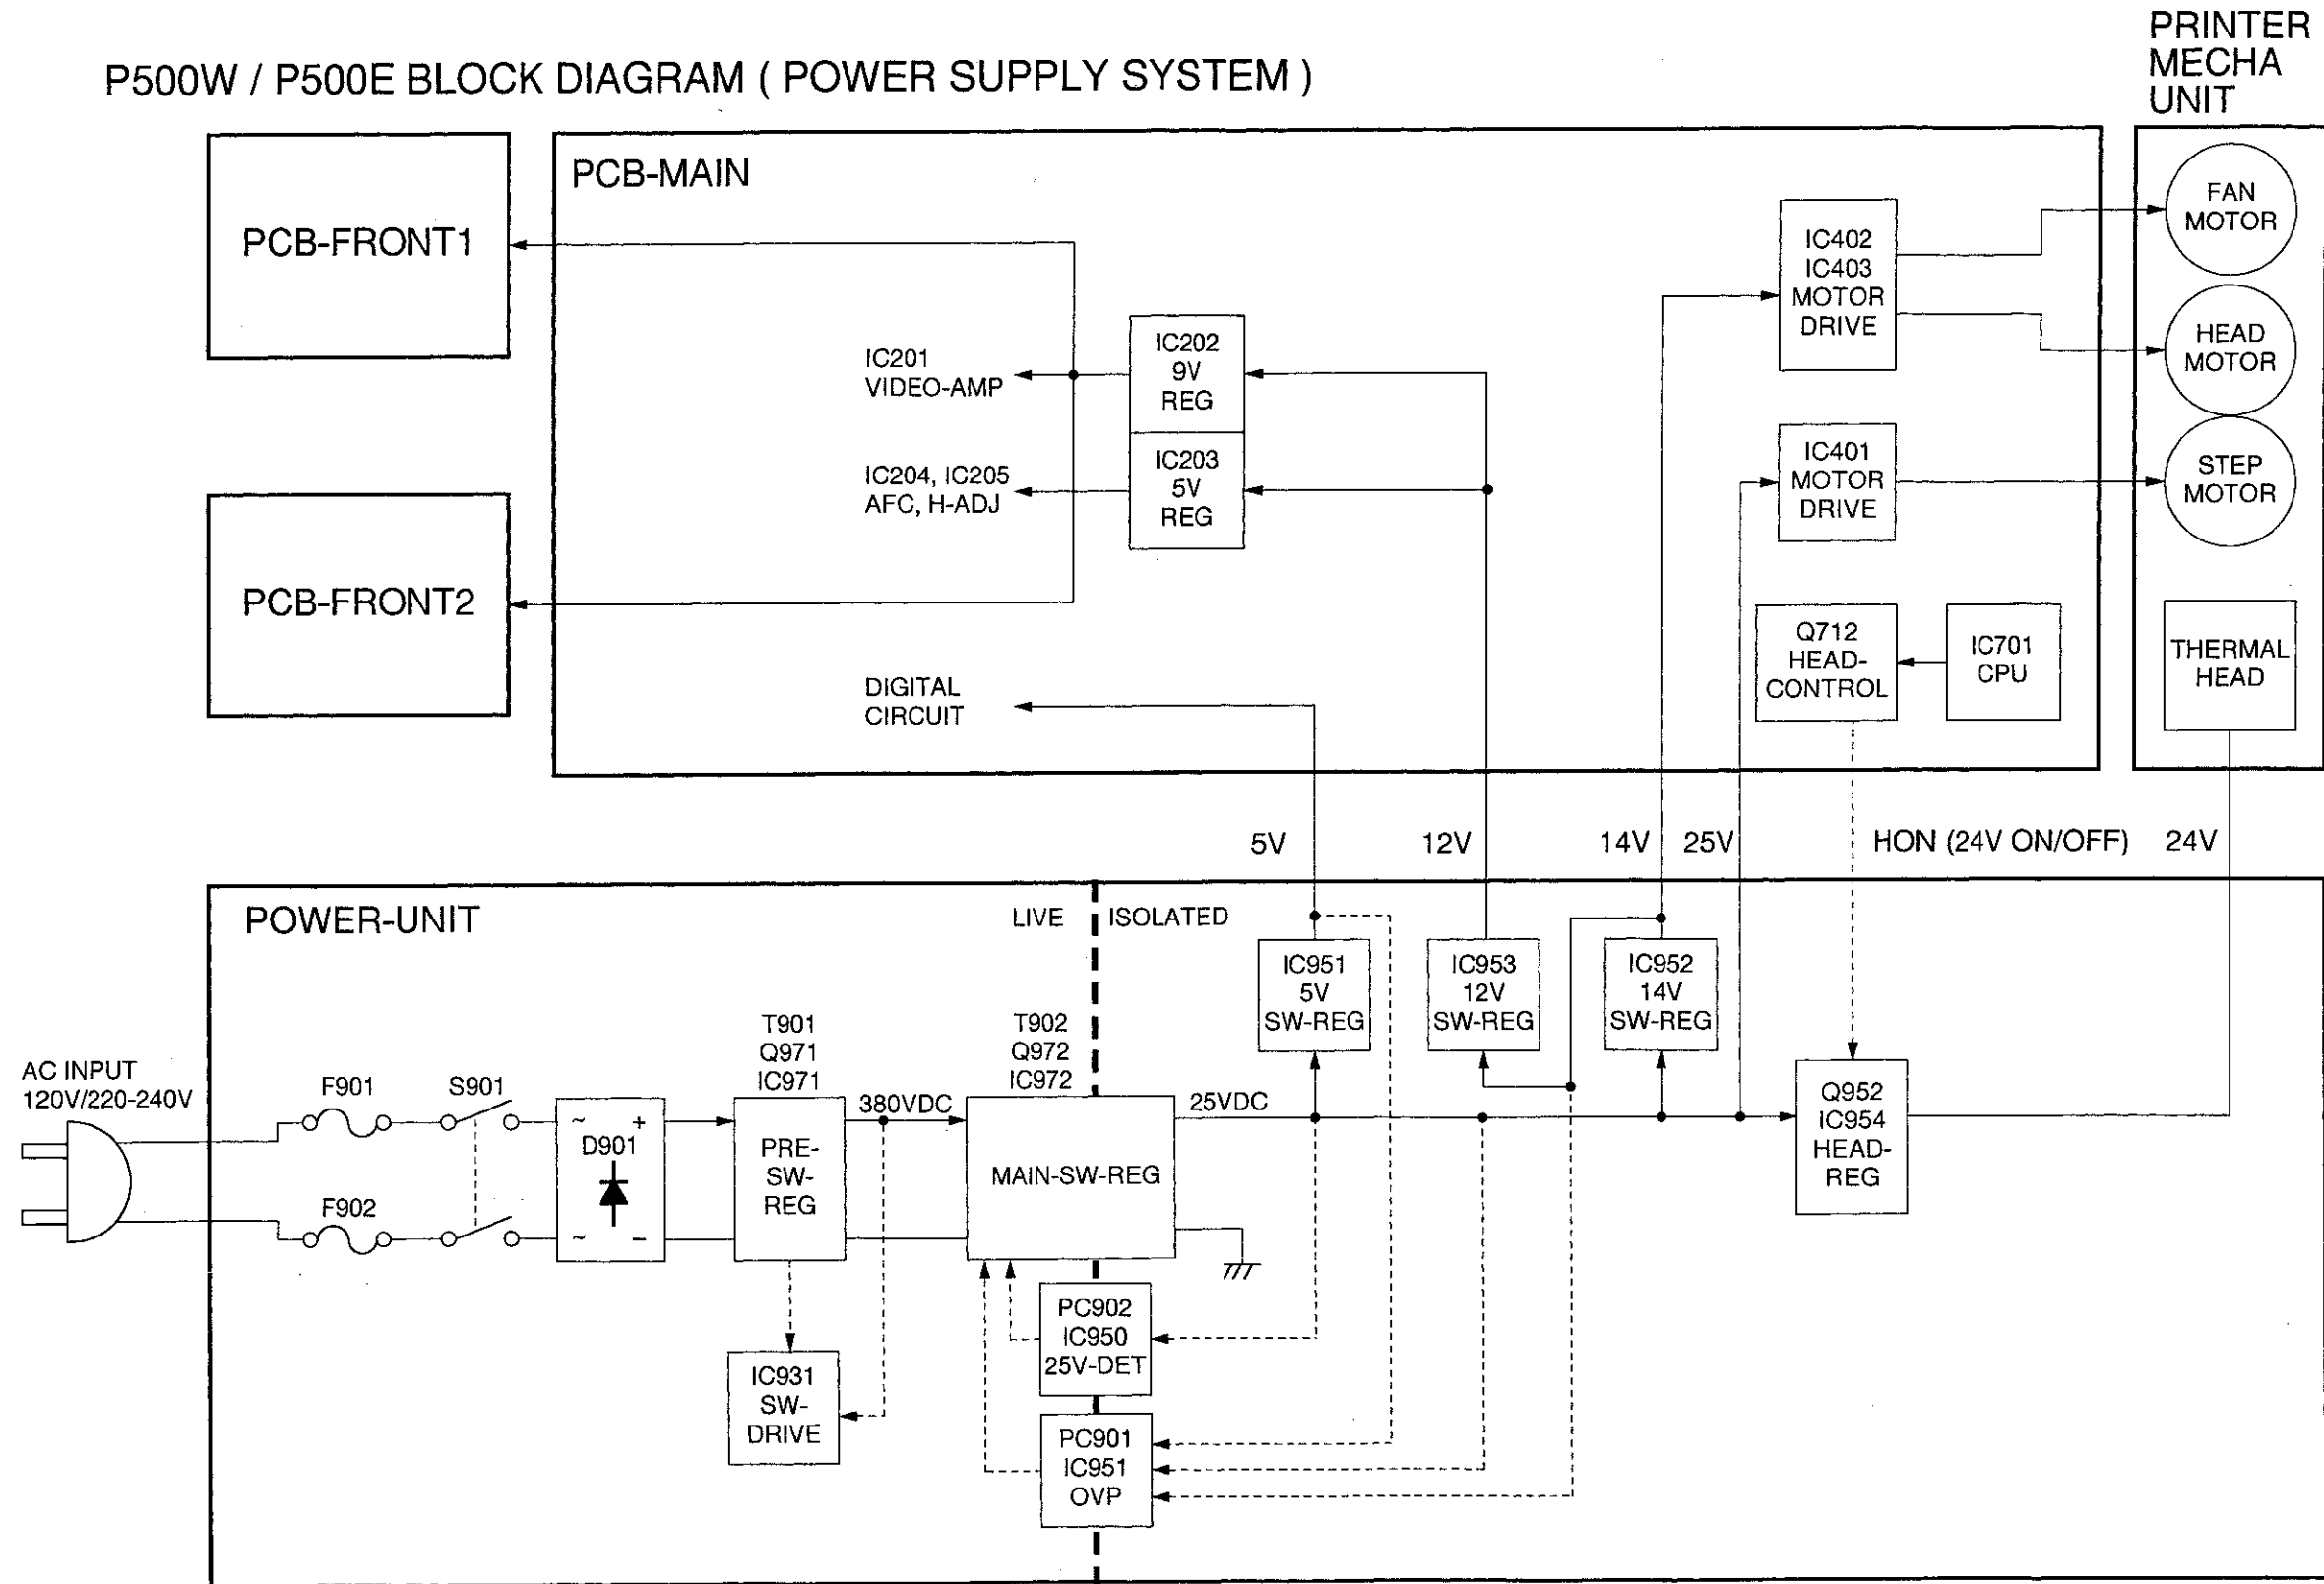 PRINTER
MECHA
UNIT
P500W / P500E BLOCK DIAGRAM ( POWER SUPPLY SYSTEM )
PCB-FRONT1
PCB-MAIN
IC201
VIDEO-AMP
IC202
9V
REG
IC204, IC205
AFC, H-ADJ
IC203
5V
REG
IC402
IC403
MOTOR
DRIVE
FAN
MOTOR
HEAD
MOTOR
IC401
MOTOR
DRIVE
STEP
MOTOR
PCB-FRONT2
DIGITAL
CIRCUIT
Q712
HEAD-
CONTROL
IC701
CPU
THERMAL
HEAD
5V
12V
14V
25V
HON (24V ON/OFF)
24V
POWER-UNIT
LIVE
ISOLATED
IC951
5V
SW-REG
IC953
12V
SW-REG
IC952
14V
SW-REG
AC INPUT
120V/220-240V
F901
S901
F902
~ +
D901
~ −
T901
Q971
IC971
PRE-
SW-
REG
380VDC
T902
Q972
IC972
MAIN-SW-REG
25VDC
Q952
IC954
HEAD-
REG
IC931
SW-
DRIVE
PC902
IC950
25V-DET
PC901
IC951
OVP